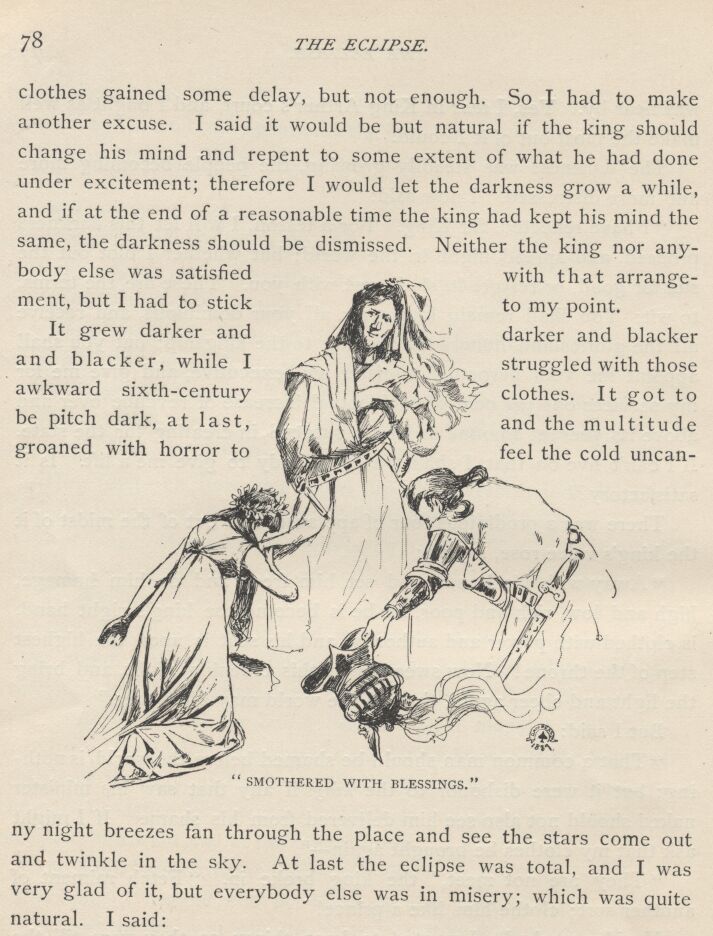 78
THE ECLIPSE.
clothes gained some delay, but not enough. So I had to make
another excuse. I said it would be but natural if the king should
change his mind and repent to some extent of what he had done
under excitement; therefore I would let the darkness grow a while,
and if at the end of a reasonable time the king had kept his mind the
same, the darkness should be dismissed. Neither the king nor any-
body else was satisfied with that arrange-
ment, but I had to stick to my point.
It grew darker and darker and blacker
and blacker, while I struggled with those
awkward sixth-century clothes. It got to
be pitch dark, at last, and the multitude
groaned with horror to feel the cold uncan-
"SMOTHERED WITH BLESSINGS."
ny night breezes fan through the place and see the stars come out
and twinkle in the sky. At last the eclipse was total, and I was
very glad of it, but everybody else was in misery; which was quite
natural. I said: